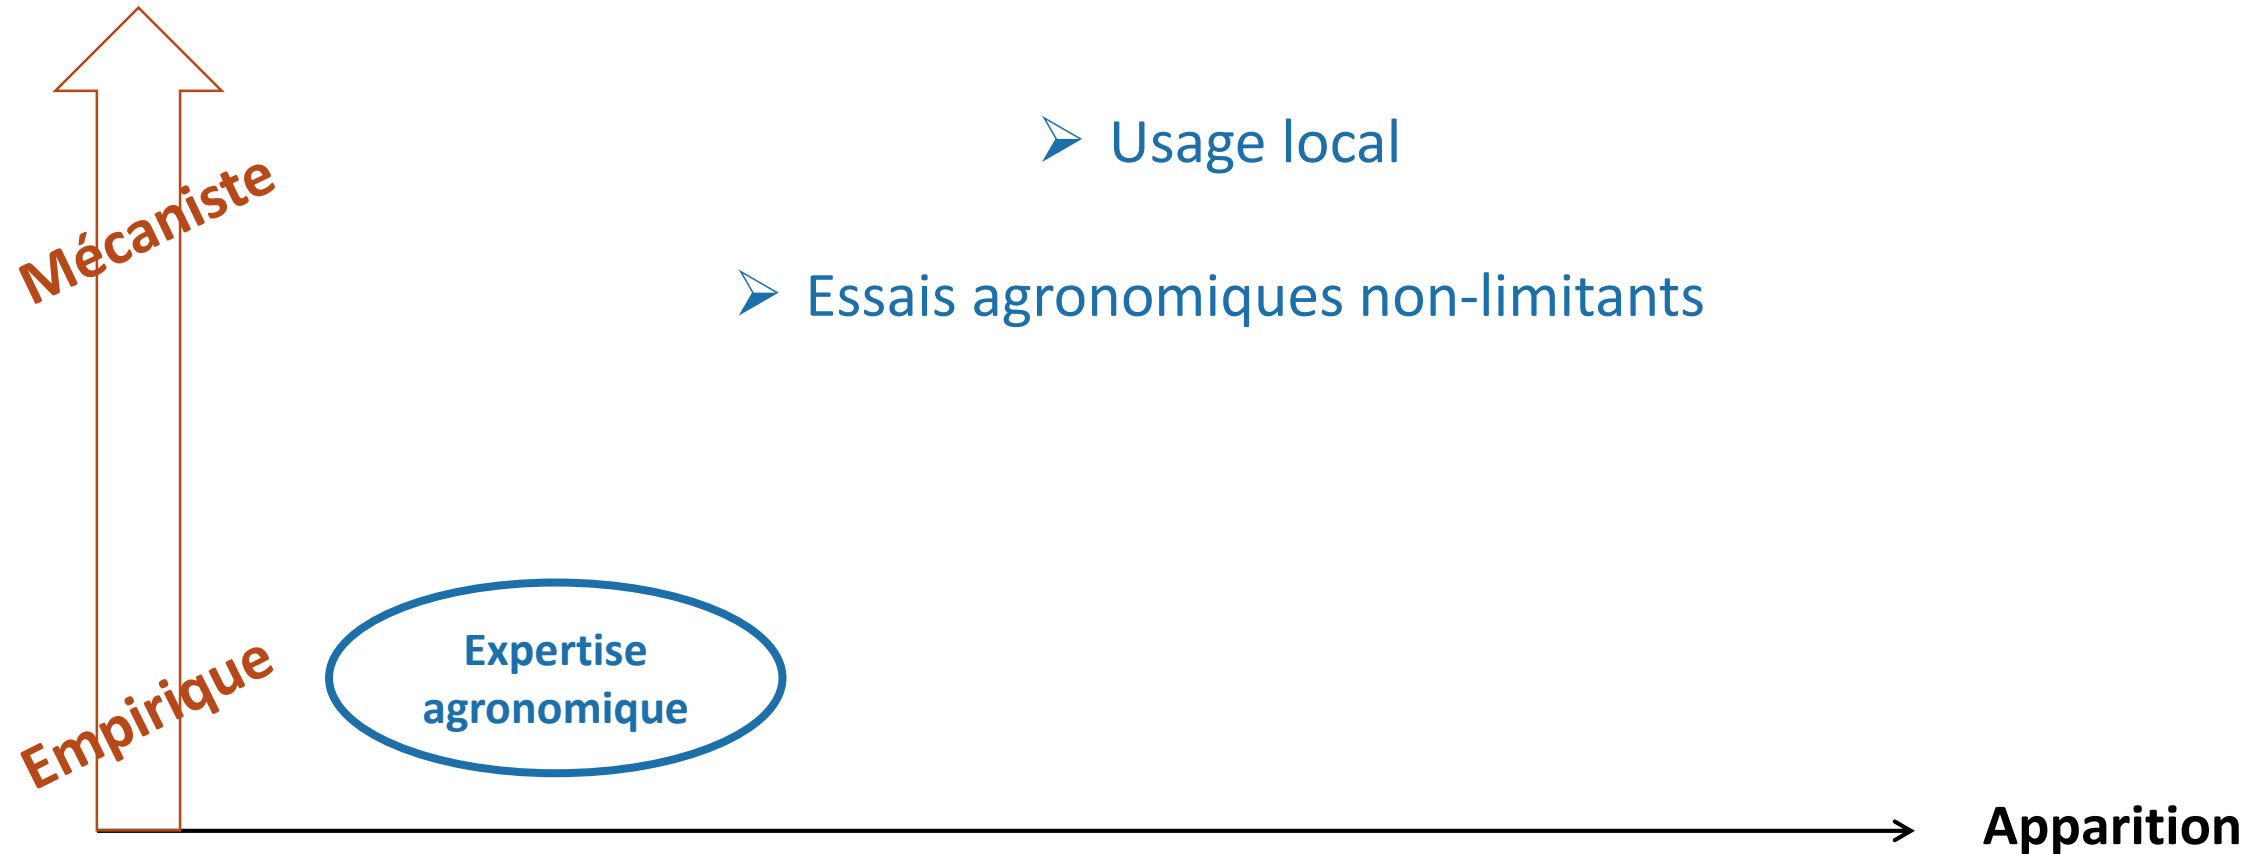 Usage local
Mécaniste
Essais agronomiques non-limitants
Expertise
agronomique
Empirique
Apparition